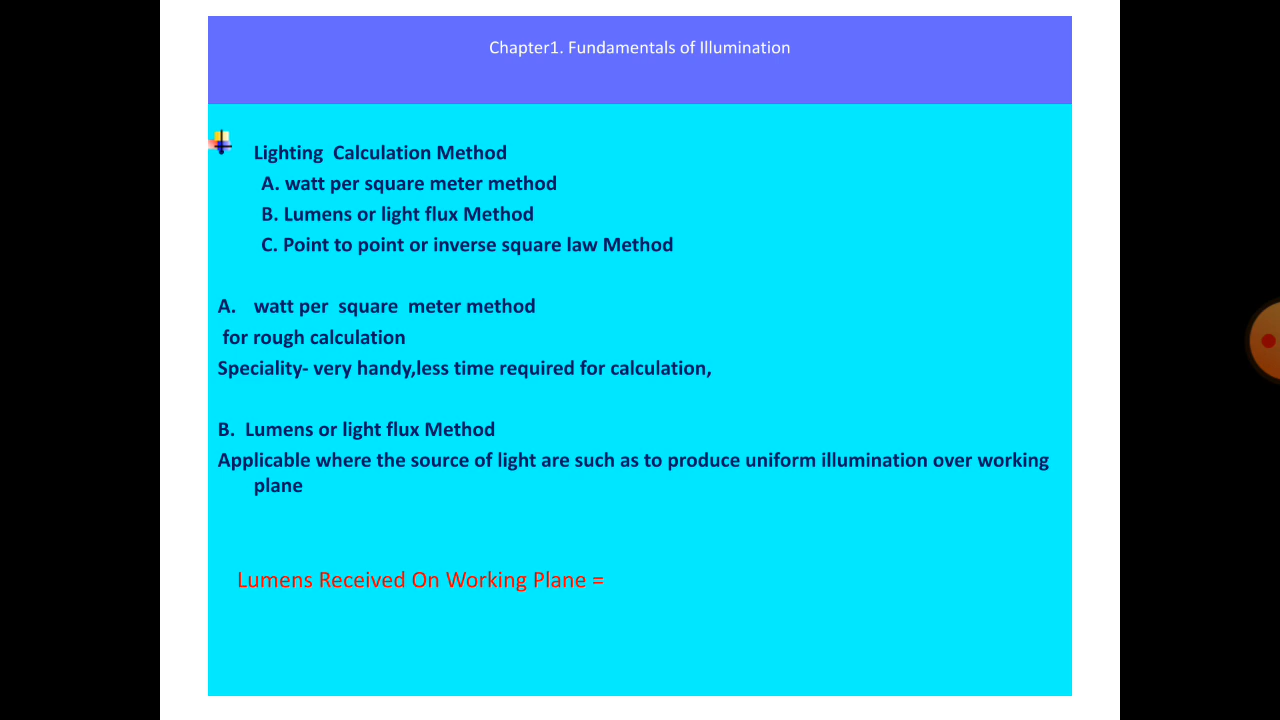 Chapter1. Fundamentals of Illumination
Lighting Calculation Method
A. watt per square meter method
B. Lumens or light flux Method
C. Point to point or inverse square law Method
A. watt per square meter method
for rough calculation
Speciality- very handy,less time required for calculation,
B. Lumens or light flux Method
Applicable where the source of light are such as to produce uniform illumination over working
plane
Lumens Received On Working Plane =